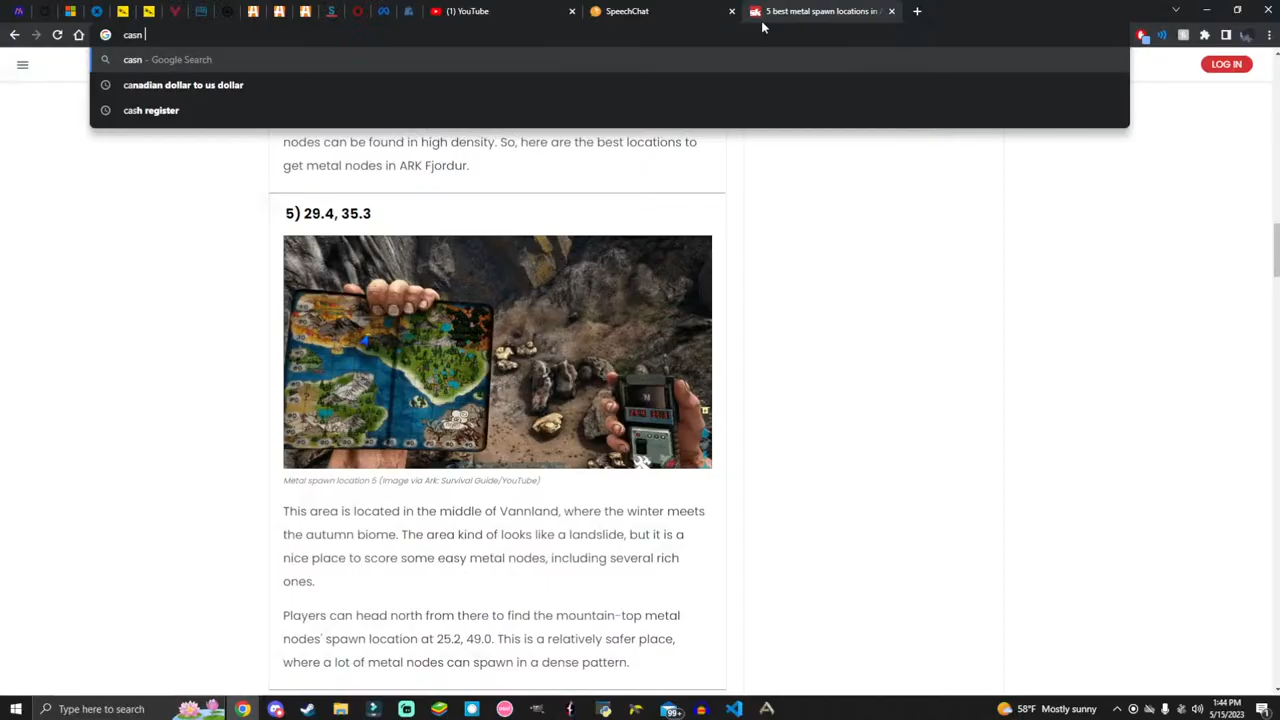 (1) YouTube
SpeechChat
5 best metal spawn locations in
casn
casn - Google Search
canadian dollar to us dollar
cash register
LOG IN
nodes can be found in high density. So, here are the best locations to
get metal nodes in ARK Fjordur.
5) 29.4, 35.3
Metal spawn location 5 (Image via Ark: Survival Guide/YouTube)
This area is located in the middle of Vannland, where the winter meets
the autumn biome. The area kind of looks like a landslide, but it is a
nice place to score some easy metal nodes, including several rich
ones.
Players can head north from there to find the mountain-top metal
nodes' spawn location at 25.2, 49.0. This is a relatively safer place,
where a lot of metal nodes can spawn in a dense pattern.
Type here to search
99+
58°F Mostly sunny
1:44 PM
5/15/2023